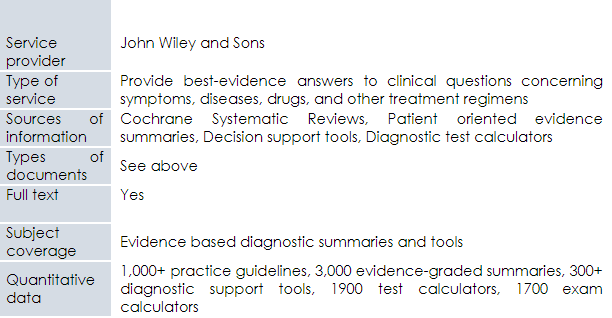 Service provider
John Wiley and Sons
Type of service
Provide best-evidence answers to clinical questions concerning
symptoms, diseases, drugs, and other treatment regimens
Sources of information
Cochrane Systematic Reviews, Patient oriented evidence
summaries, Decision support tools, Diagnostic test calculators
Types of documents
See above
Full text
Yes
Subject coverage
Evidence based diagnostic summaries and tools
Quantitative data
1,000+ practice guidelines, 3,000 evidence-graded summaries, 300+
diagnostic support tools, 1900 test calculators, 1700 exam
calculators